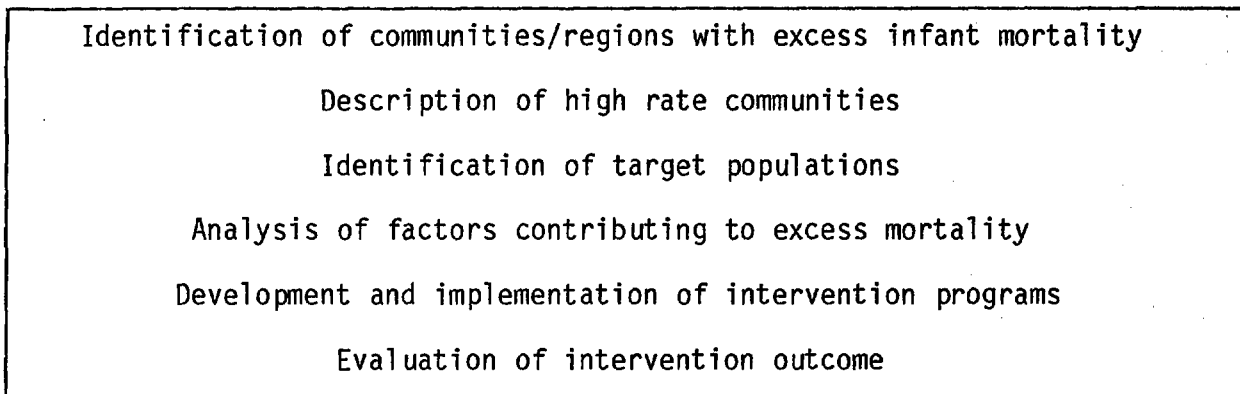 Identification of communities/regions with excess infant mortality
Description of high rate communities
Identification of target populations
Analysis of factors contributing to excess mortality
Development and implementation of intervention programs
Evaluation of intervention outcome